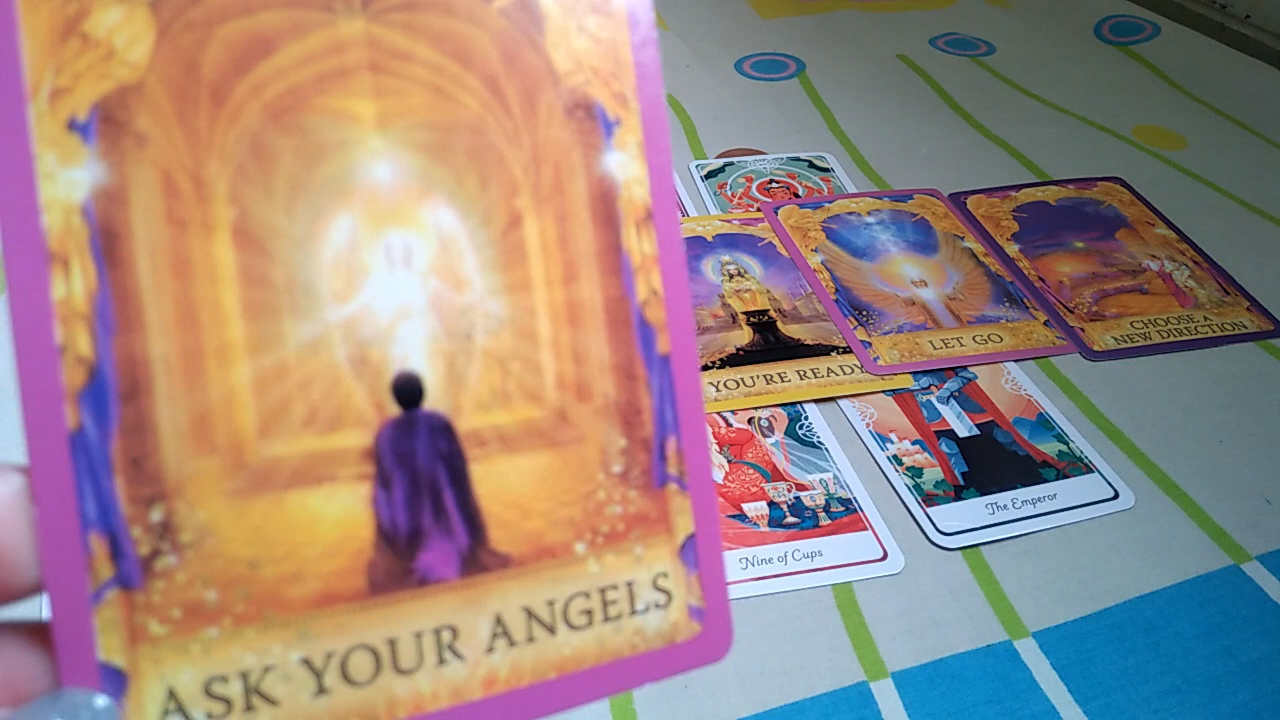 ASK YOUR ANGELS
YOU'RE READY
LET GO
CHOOSE A
NEW DIRECTION
Nine of Cups
The Emperor